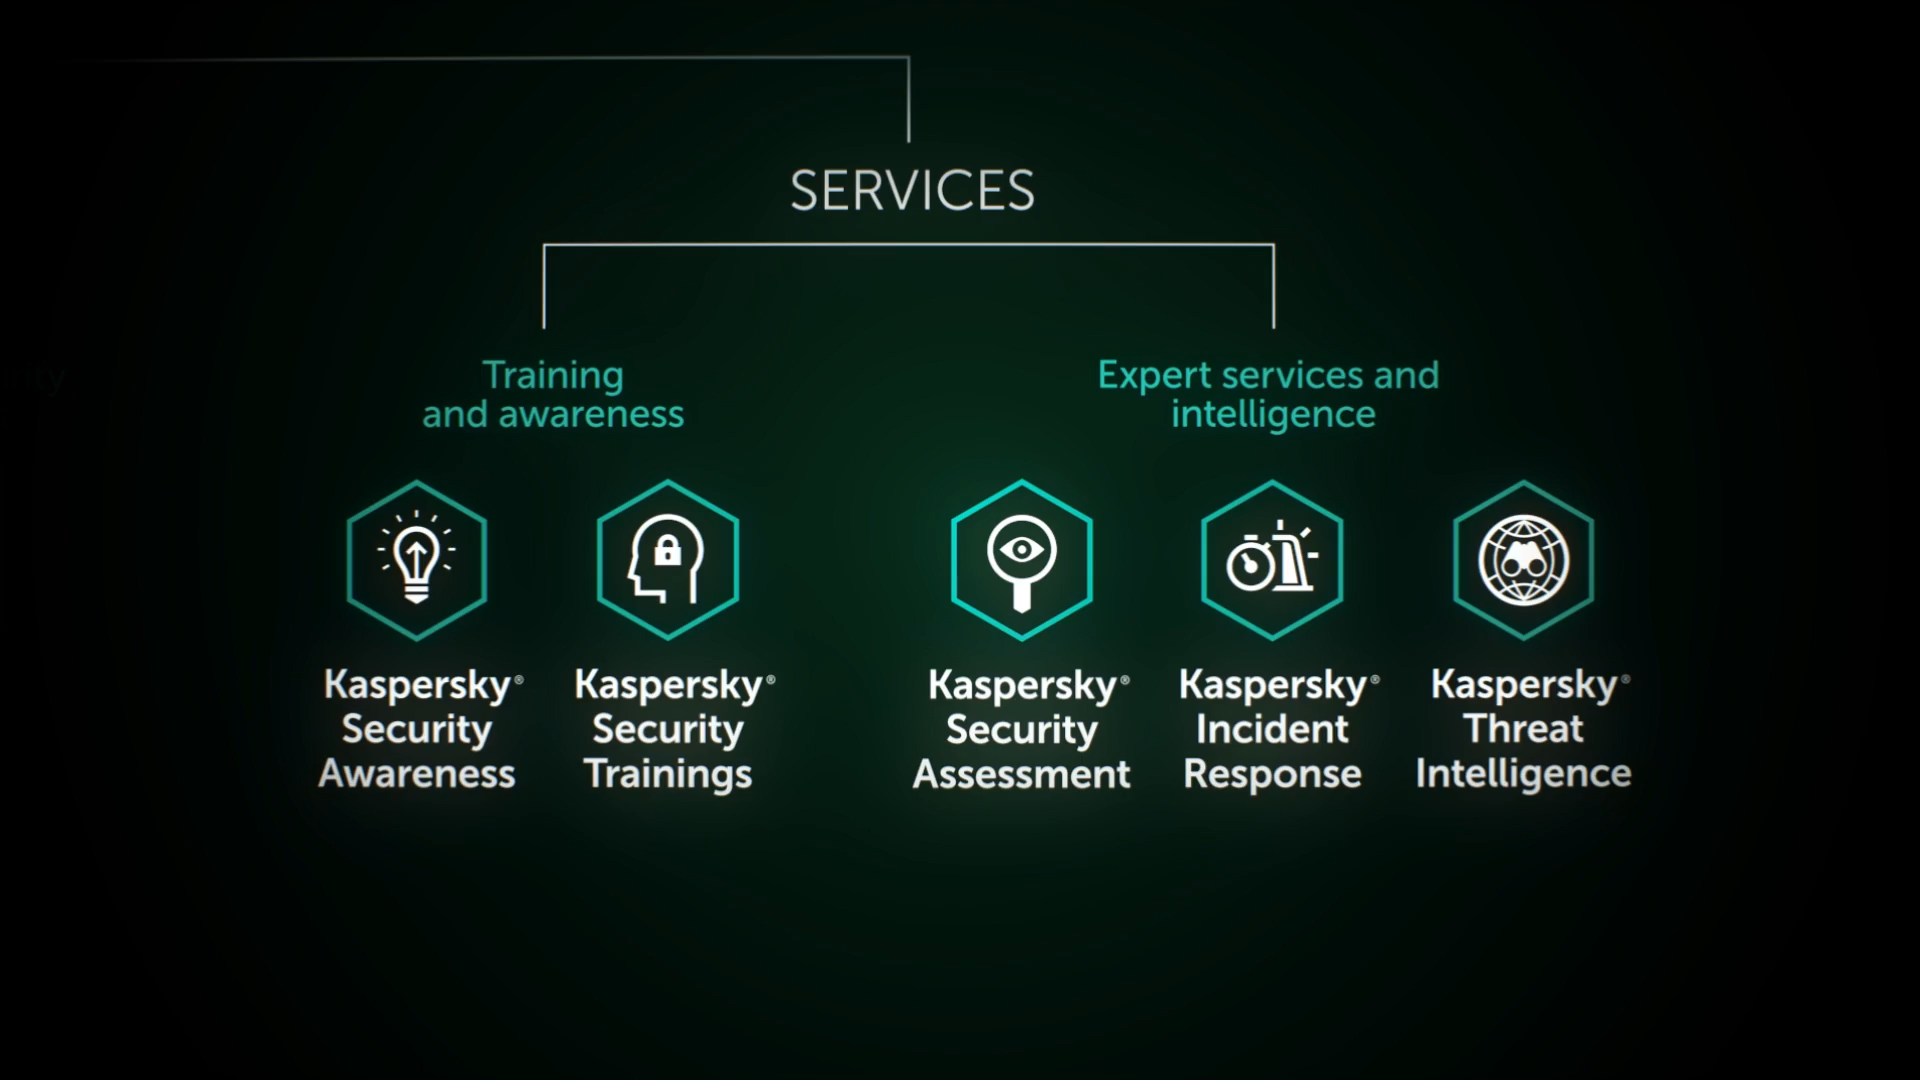 SERVICES
Training
and awareness
Expert services and
intelligence
Kaspersky®
Security
Awareness
Kaspersky®
Security
Trainings
Kaspersky®
Security
Assessment
Kaspersky®
Incident
Response
Kaspersky®
Threat
Intelligence